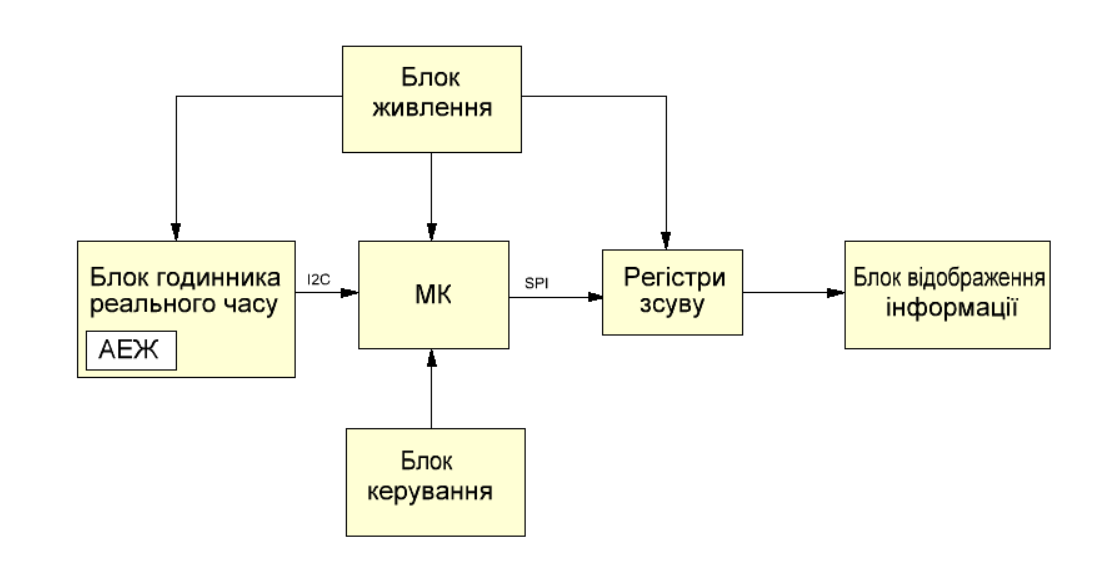 Блок
живлення
Блок годинника
реального часу
АЕЖ
I2C
МК
SPI
Регістри
зсуву
Блок відображення
інформації
Блок
керування